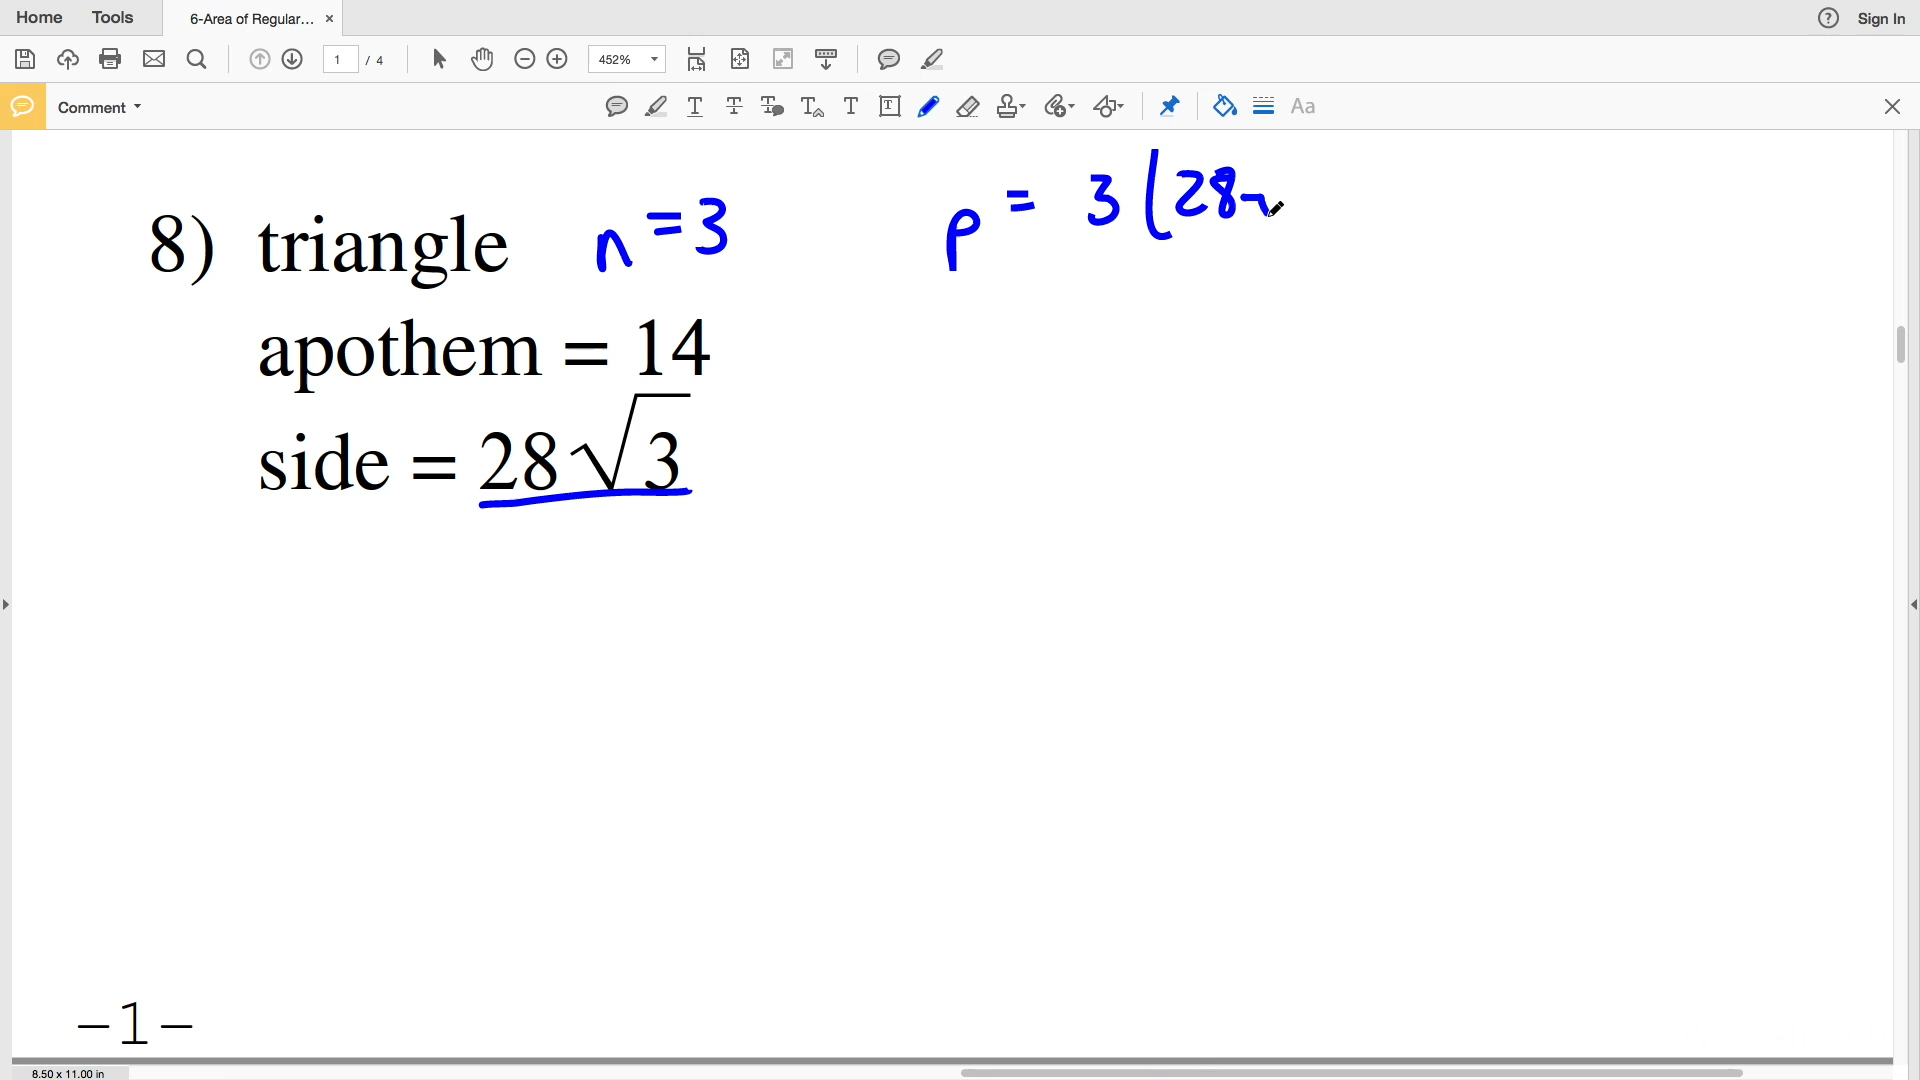 Home Tools 6-Area of Regular... × ? Sign In
1 / 4 452%
Comment Aa
8) triangle n = 3 p = 3 (28
apothem = 14
side = 28√3
-1-
8.50 x 11.00 in